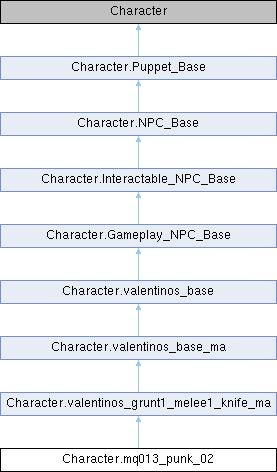 Character
Character.Puppet_Base
Character.NPC_Base
Character.Interactable_NPC_Base
Character.Gameplay_NPC_Base
Character.valentinos_base
Character.valentinos_base_ma
Character.valentinos_grunt1_melee1_knife_ma
Character.mq013_punk_02